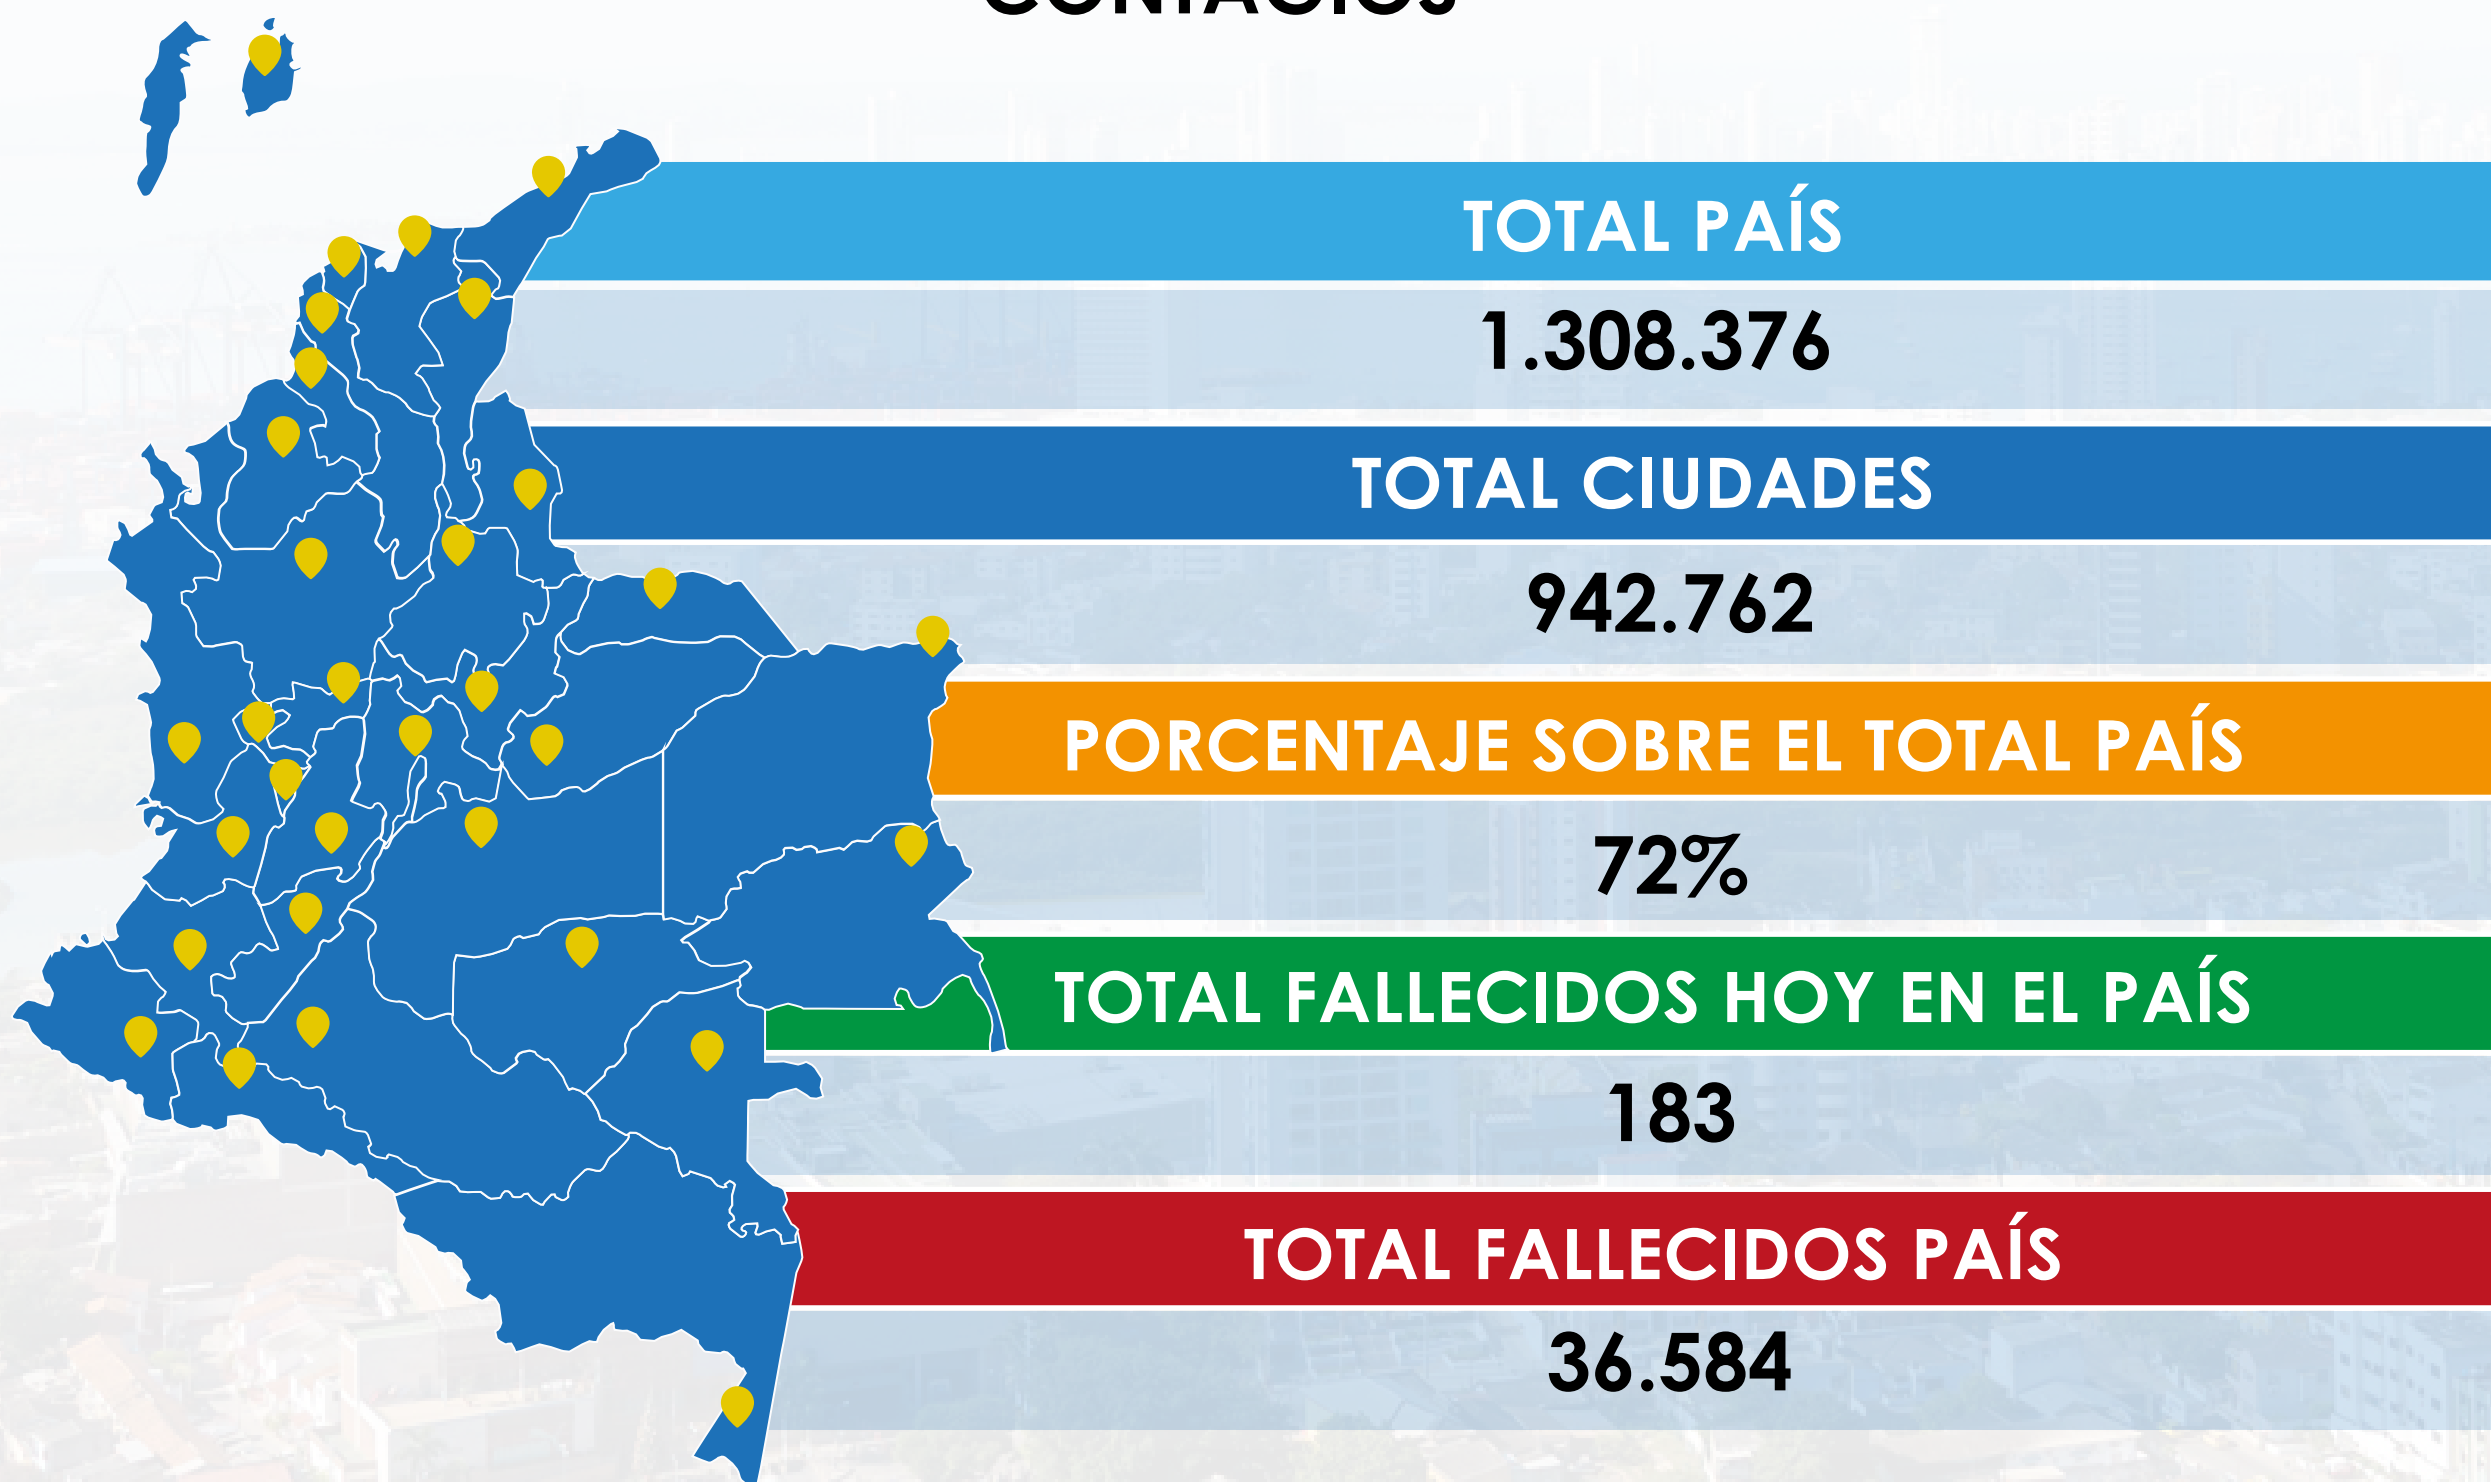 CONTAGIOS
TOTAL PAÍS
1.308.376
TOTAL CIUDADES
942.762
PORCENTAJE SOBRE EL TOTAL PAÍS
72%
TOTAL FALLECIDOS HOY EN EL PAÍS
183
TOTAL FALLECIDOS PAÍS
36.584